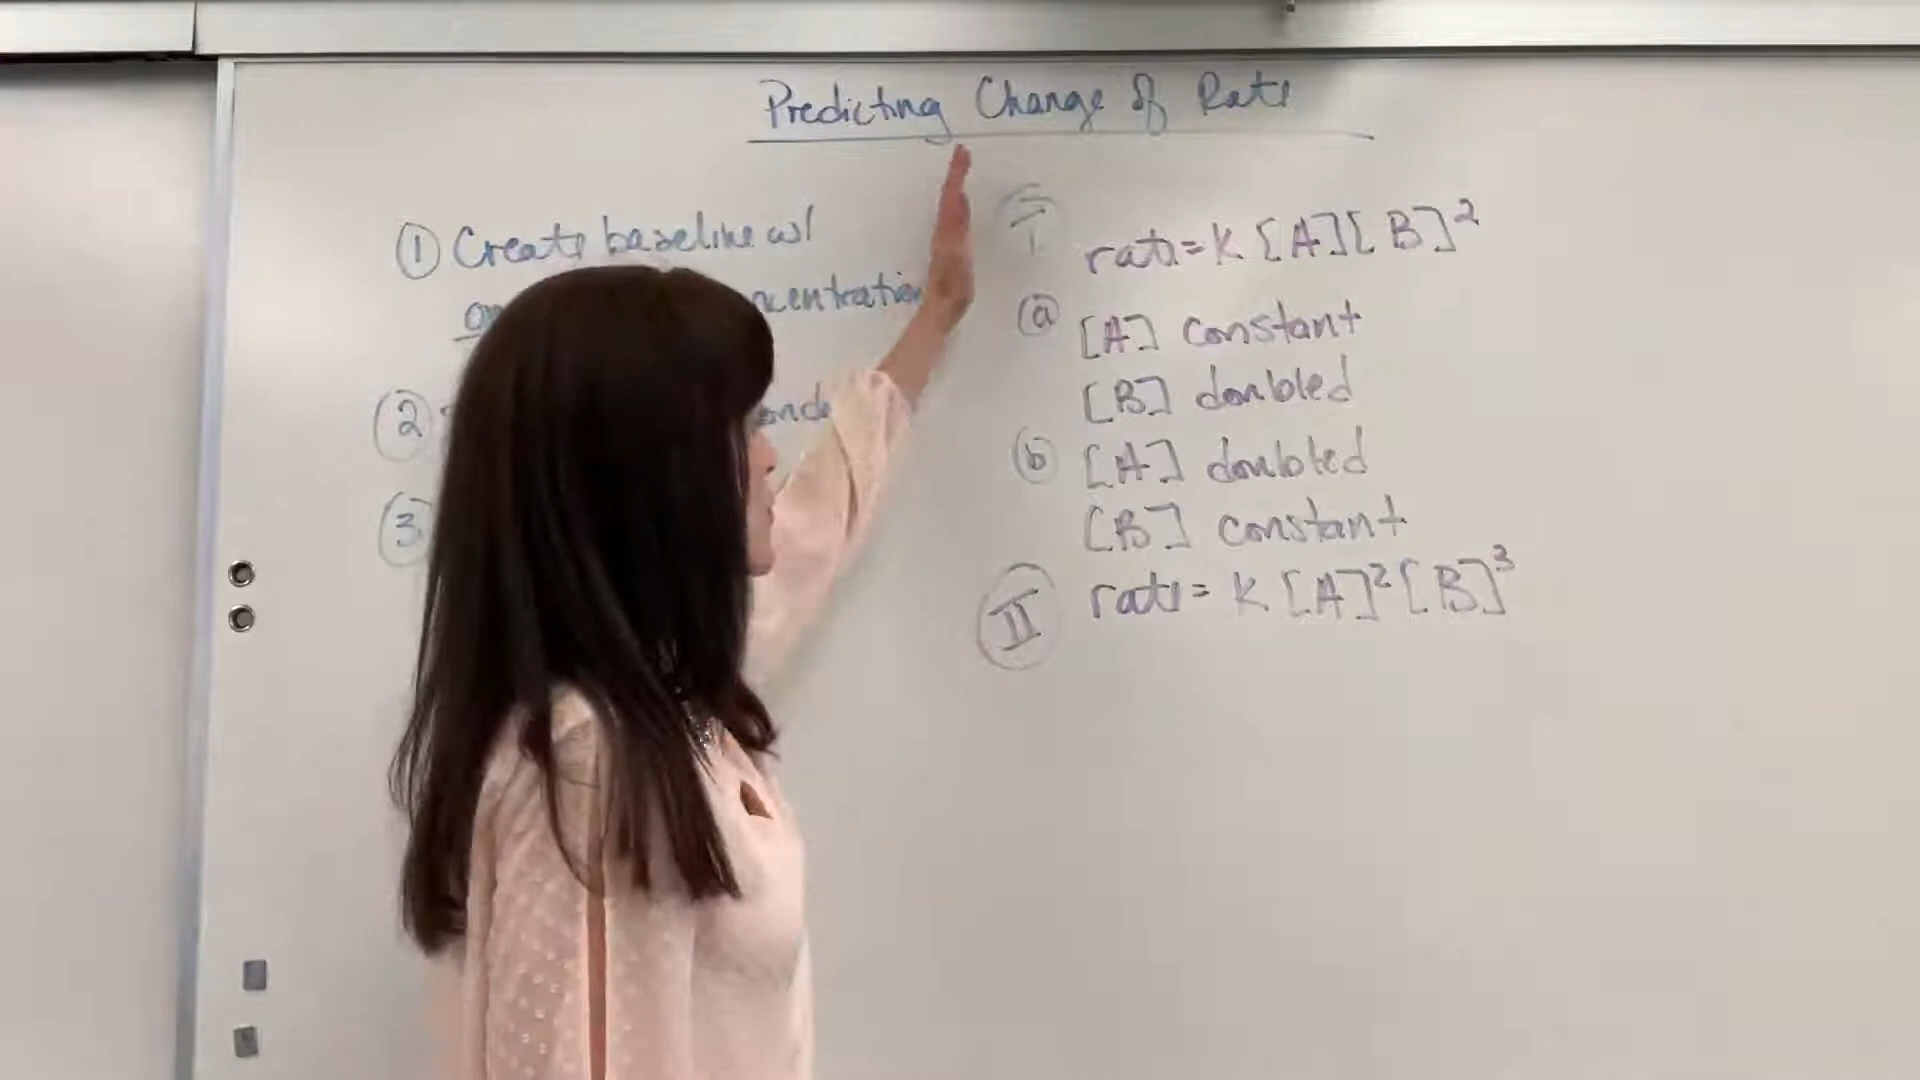 Predicting Change of Rate
① Create baseline w/
②
③
I
rate = K [A][B]²
ⓐ [A] constant
[B] doubled
ⓑ [A] doubled
[B] constant
II rate = K [A]²[B]³